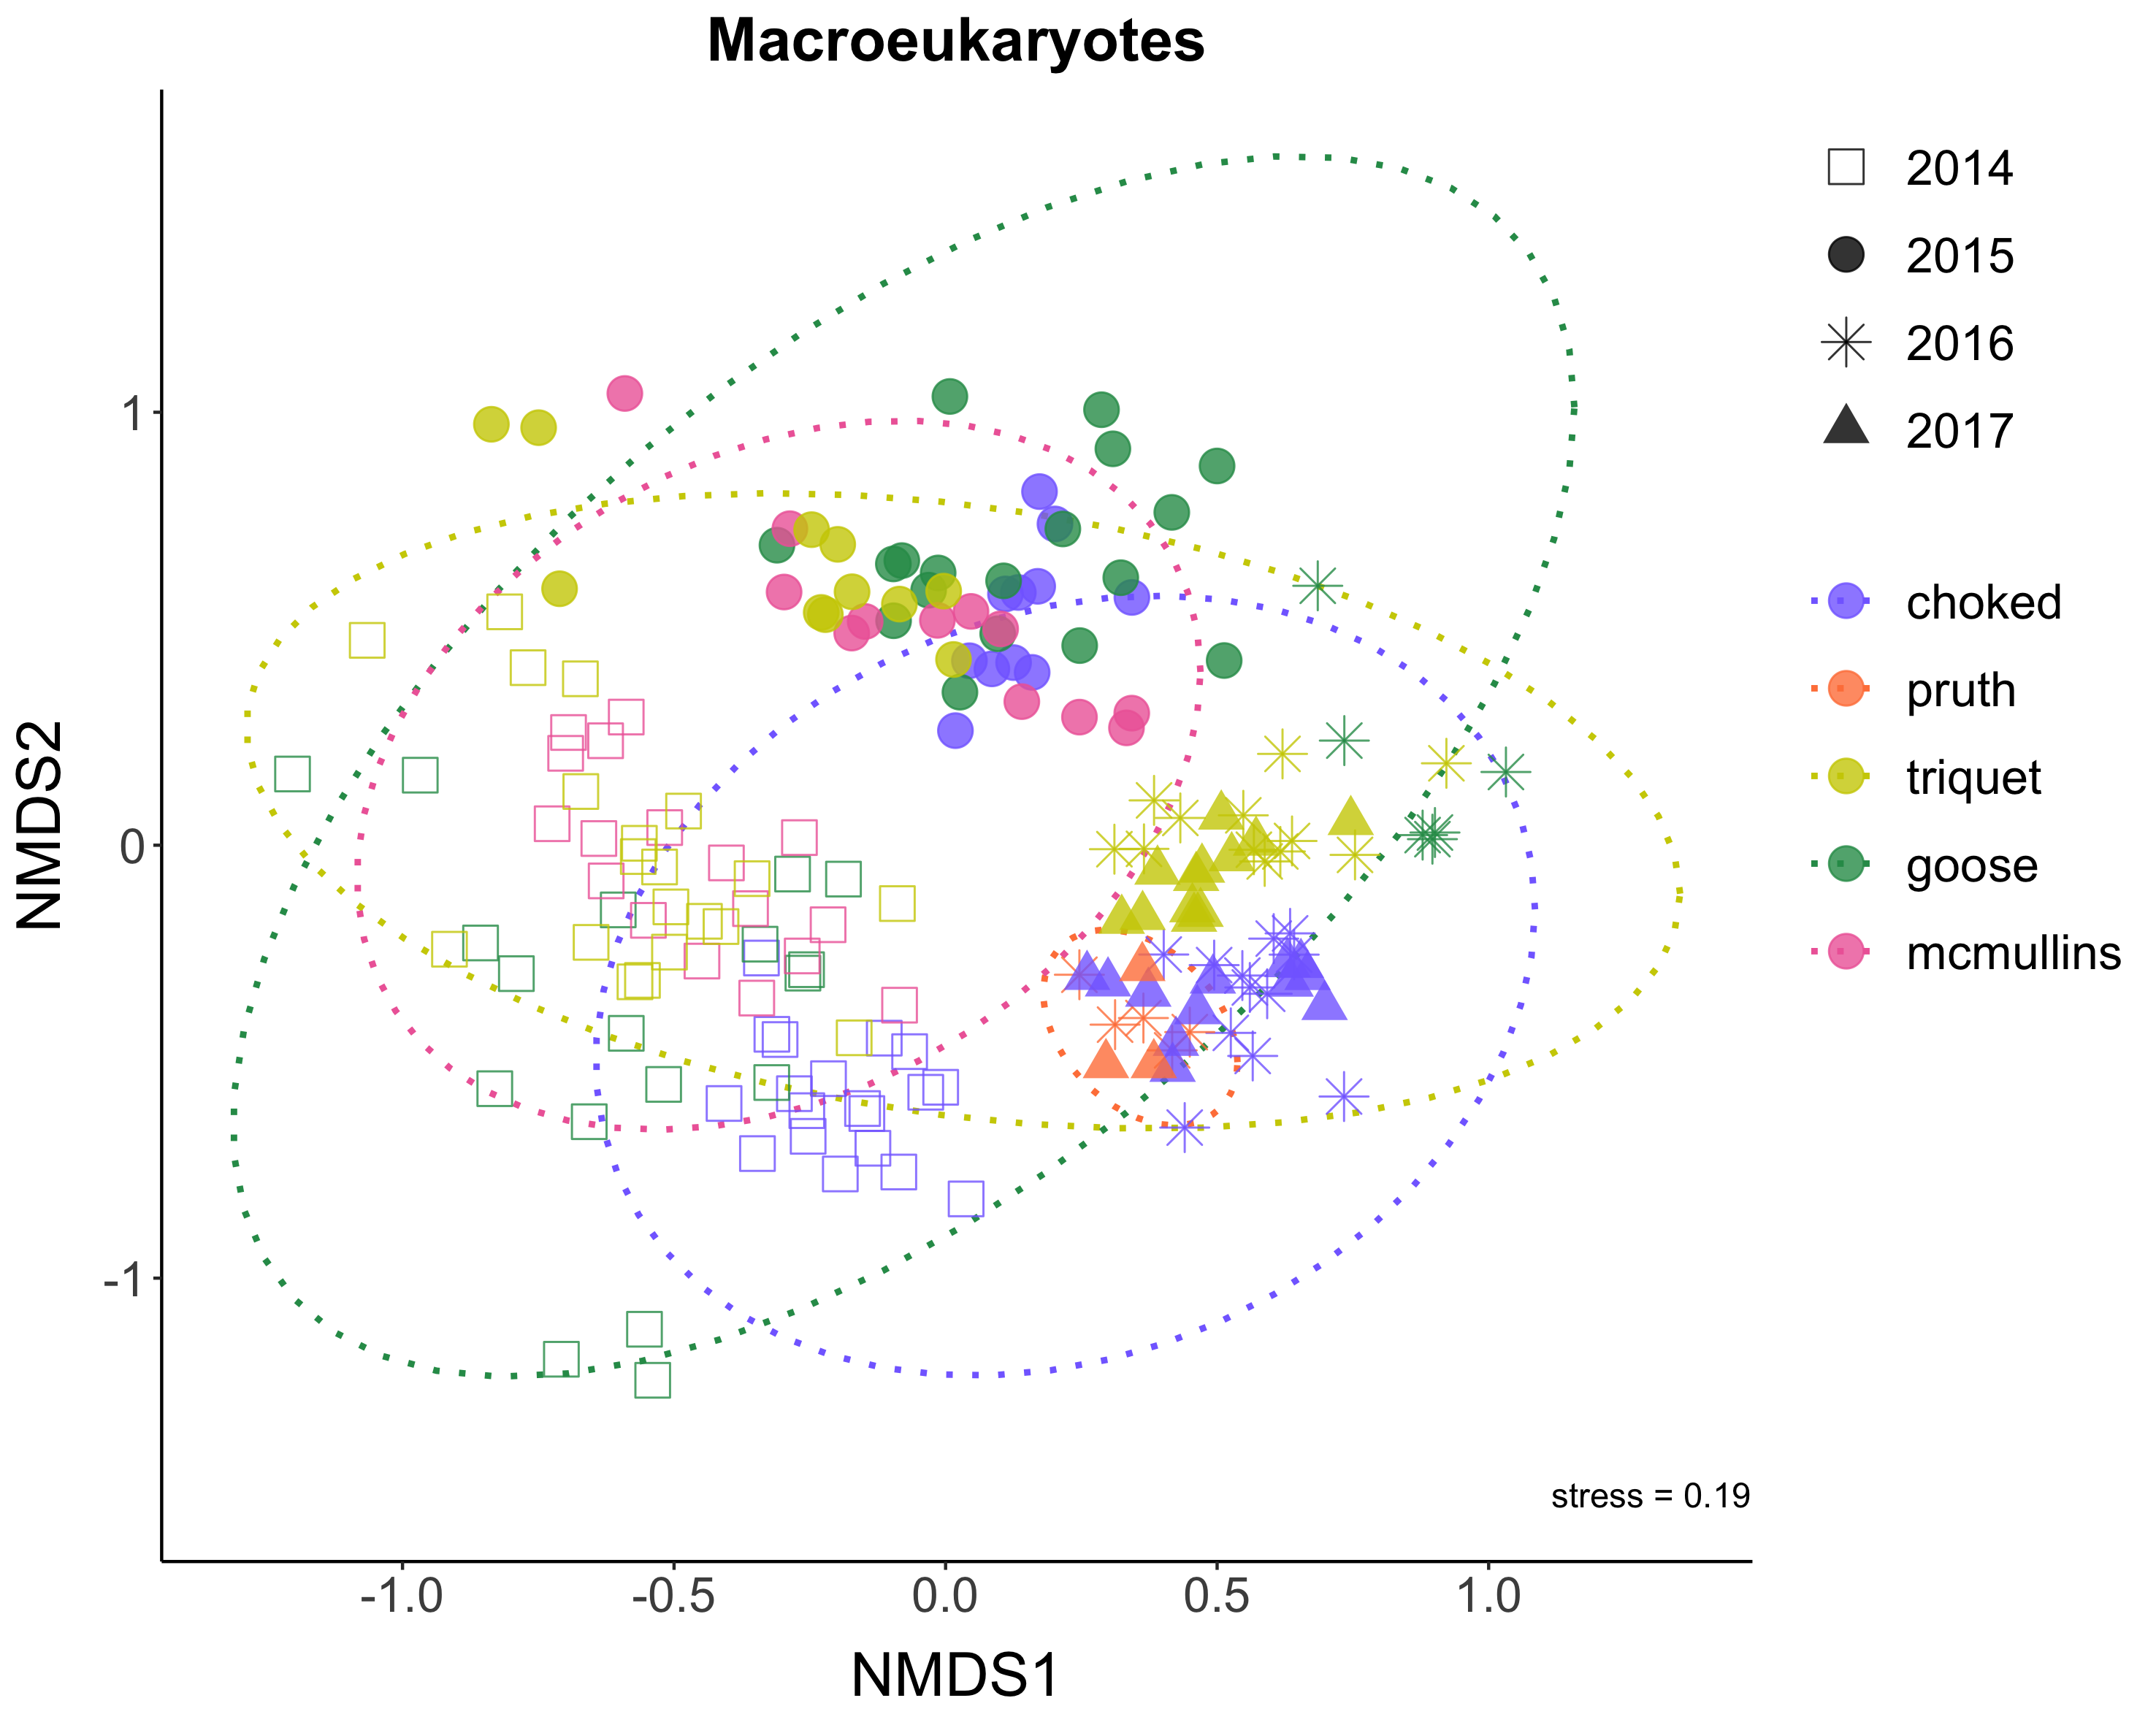 Macroeukaryotes
NMDS2
1
0
-1
-1.0 -0.5 0.0 0.5 1.0
NMDS1
stress = 0.19
2014
2015
2016
2017
choked
pruth
triquet
goose
mcmullins